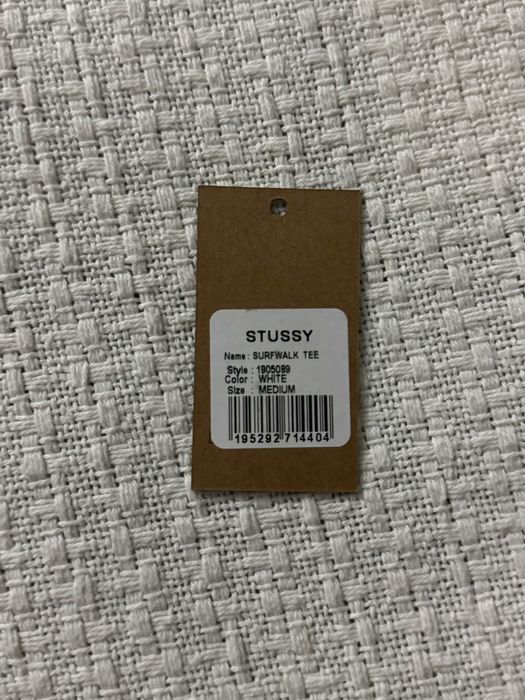 STUSSY
Name : SURFWALK TEE
Style : 1905089
Color : WHITE
Size : MEDIUM
195292 714404